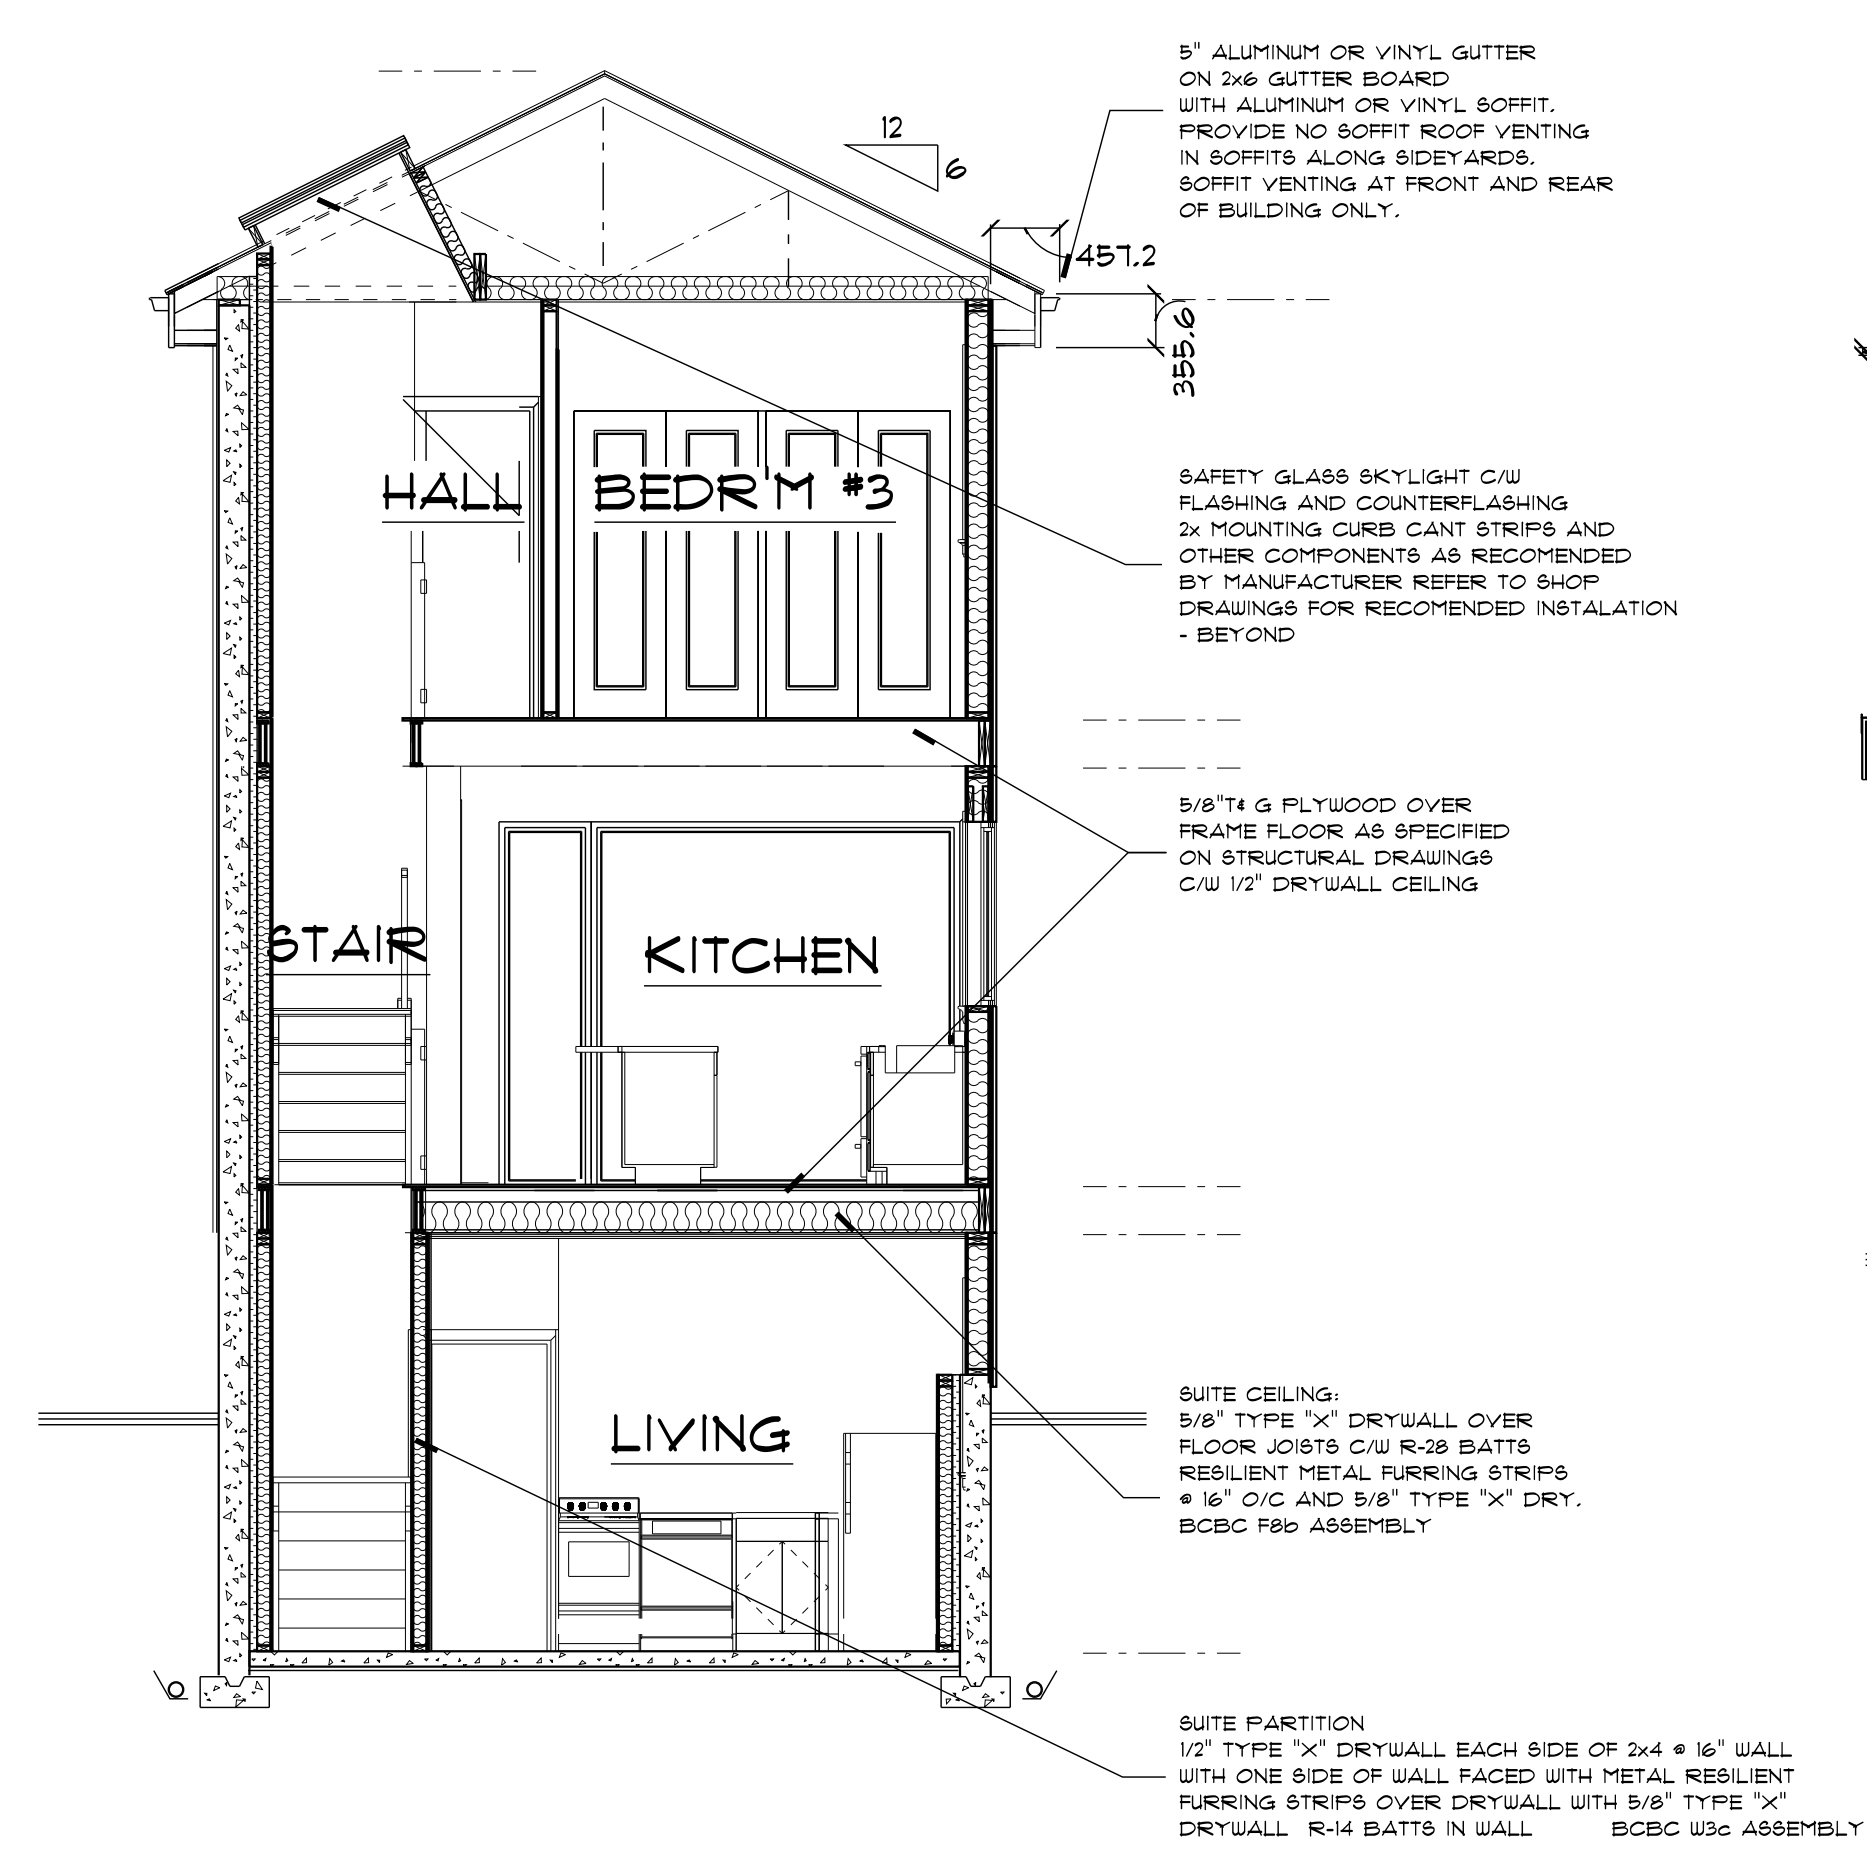 5" ALUMINUM OR VINYL GUTTER
ON 2x6 GUTTER BOARD
WITH ALUMINUM OR VINYL SOFFIT.
PROVIDE NO SOFFIT ROOF VENTING
IN SOFFITS ALONG SIDEYARDS.
SOFFIT VENTING AT FRONT AND REAR
OF BUILDING ONLY.
12
6
457.2
355.6
HALL
BEDR'M #3
SAFETY GLASS SKYLIGHT C/W
FLASHING AND COUNTERFLASHING
2x MOUNTING CURB CANT STRIPS AND
OTHER COMPONENTS AS RECOMENDED
BY MANUFACTURER REFER TO SHOP
DRAWINGS FOR RECOMENDED INSTALATION
- BEYOND
5/8"T& G PLYWOOD OVER
FRAME FLOOR AS SPECIFIED
ON STRUCTURAL DRAWINGS
C/W 1/2" DRYWALL CEILING
STAIR
KITCHEN
SUITE CEILING:
5/8" TYPE "X" DRYWALL OVER
FLOOR JOISTS C/W R-28 BATTS
RESILIENT METAL FURRING STRIPS
@ 16" O/C AND 5/8" TYPE "X" DRY.
BCBC F8b ASSEMBLY
LIVING
SUITE PARTITION
1/2" TYPE "X" DRYWALL EACH SIDE OF 2x4 @ 16" WALL
WITH ONE SIDE OF WALL FACED WITH METAL RESILIENT
FURRING STRIPS OVER DRYWALL WITH 5/8" TYPE "X"
DRYWALL R-14 BATTS IN WALL BCBC W3c ASSEMBLY